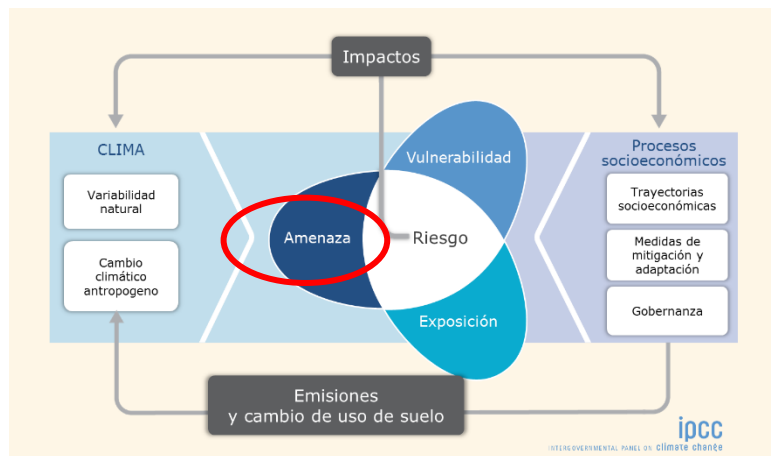 Impactos
CLIMA
Variabilidad
natural
Cambio
climático
antropogeno
Vulnerabilidad
Amenaza
Riesgo
Exposición
Procesos
socioeconómicos
Trayectorias
socioeconómicas
Medidas de
mitigación y
adaptación
Gobernanza
Emisiones
y cambio de uso de suelo
ipcc
INTERGOVERNMENTAL PANEL ON climate change